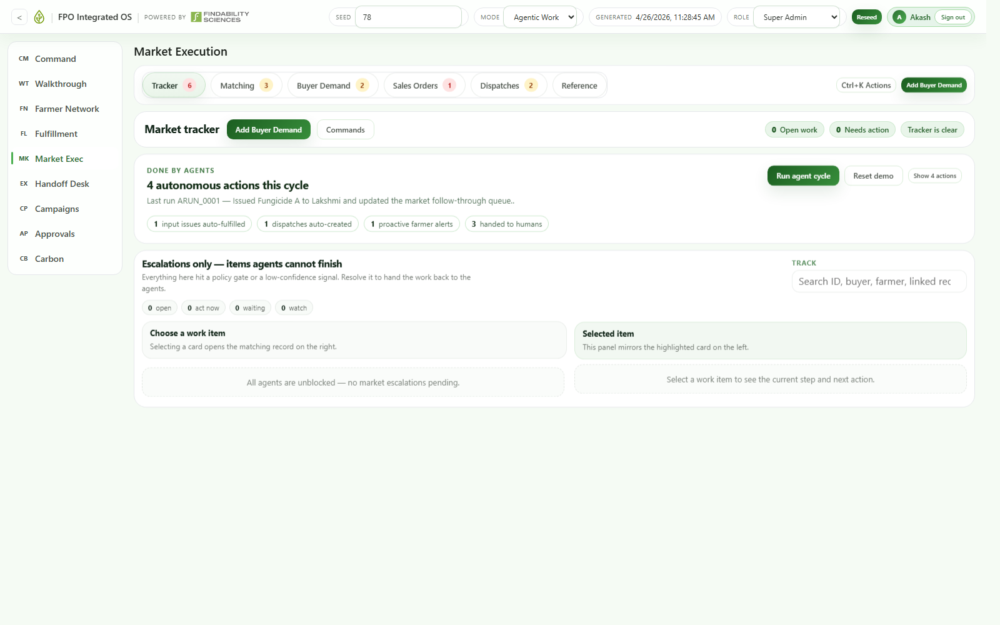 <
FPO Integrated OS
POWERED BY
FINDABILITY SCIENCES
SEED
78
MODE
Agentic Work
GENERATED 4/26/2026, 11:28:45 AM
ROLE
Super Admin
Reseed
A
Akash
Sign out
CM Command
WT Walkthrough
FN Farmer Network
FL Fulfillment
MK Market Exec
EX Handoff Desk
CP Campaigns
AP Approvals
CB Carbon
Market Execution
Tracker 6
Matching 3
Buyer Demand 2
Sales Orders 1
Dispatches 2
Reference
Ctrl+K Actions
Add Buyer Demand
Market tracker
Add Buyer Demand
Commands
0 Open work
0 Needs action
Tracker is clear
DONE BY AGENTS
4 autonomous actions this cycle
Last run ARUN_0001 — Issued Fungicide A to Lakshmi and updated the market follow-through queue..
Run agent cycle
Reset demo
Show 4 actions
1 input issues auto-fulfilled
1 dispatches auto-created
1 proactive farmer alerts
3 handed to humans
Escalations only — items agents cannot finish
Everything here hit a policy gate or a low-confidence signal. Resolve it to hand the work back to the
agents.
TRACK
Search ID, buyer, farmer, linked rec
0 open
0 act now
0 waiting
0 watch
Choose a work item
Selecting a card opens the matching record on the right.
Selected item
This panel mirrors the highlighted card on the left.
All agents are unblocked — no market escalations pending.
Select a work item to see the current step and next action.